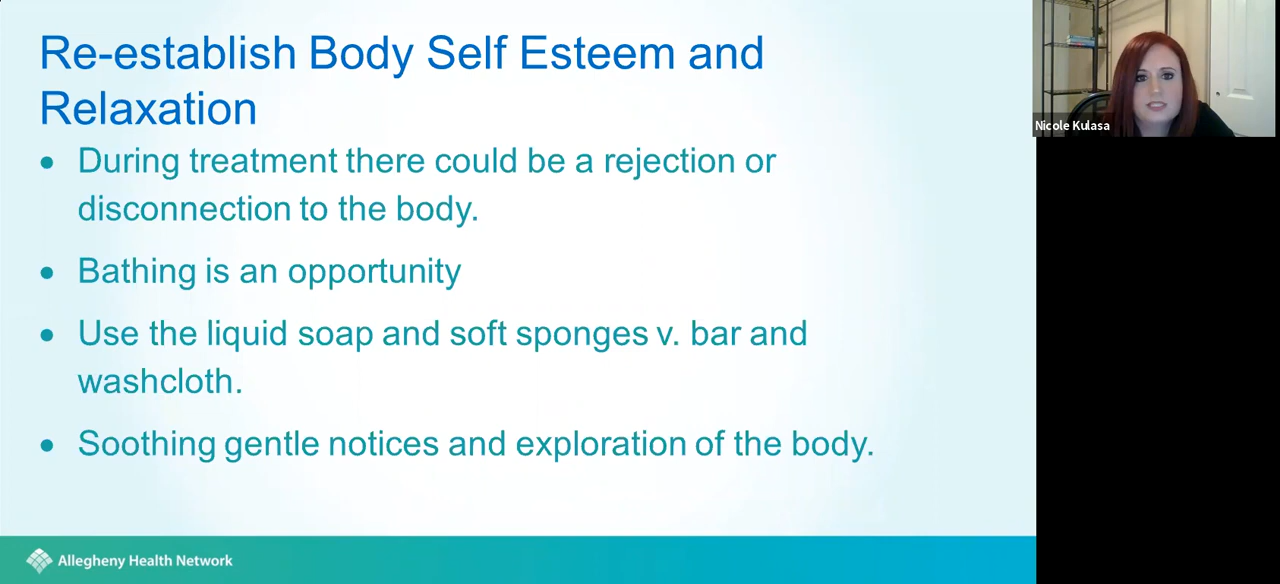 Re-establish Body Self Esteem and
Relaxation
• During treatment there could be a rejection or
disconnection to the body.
• Bathing is an opportunity
• Use the liquid soap and soft sponges v. bar and
washcloth.
• Soothing gentle notices and exploration of the body.
Allegheny Health Network
Nicole Kulasa